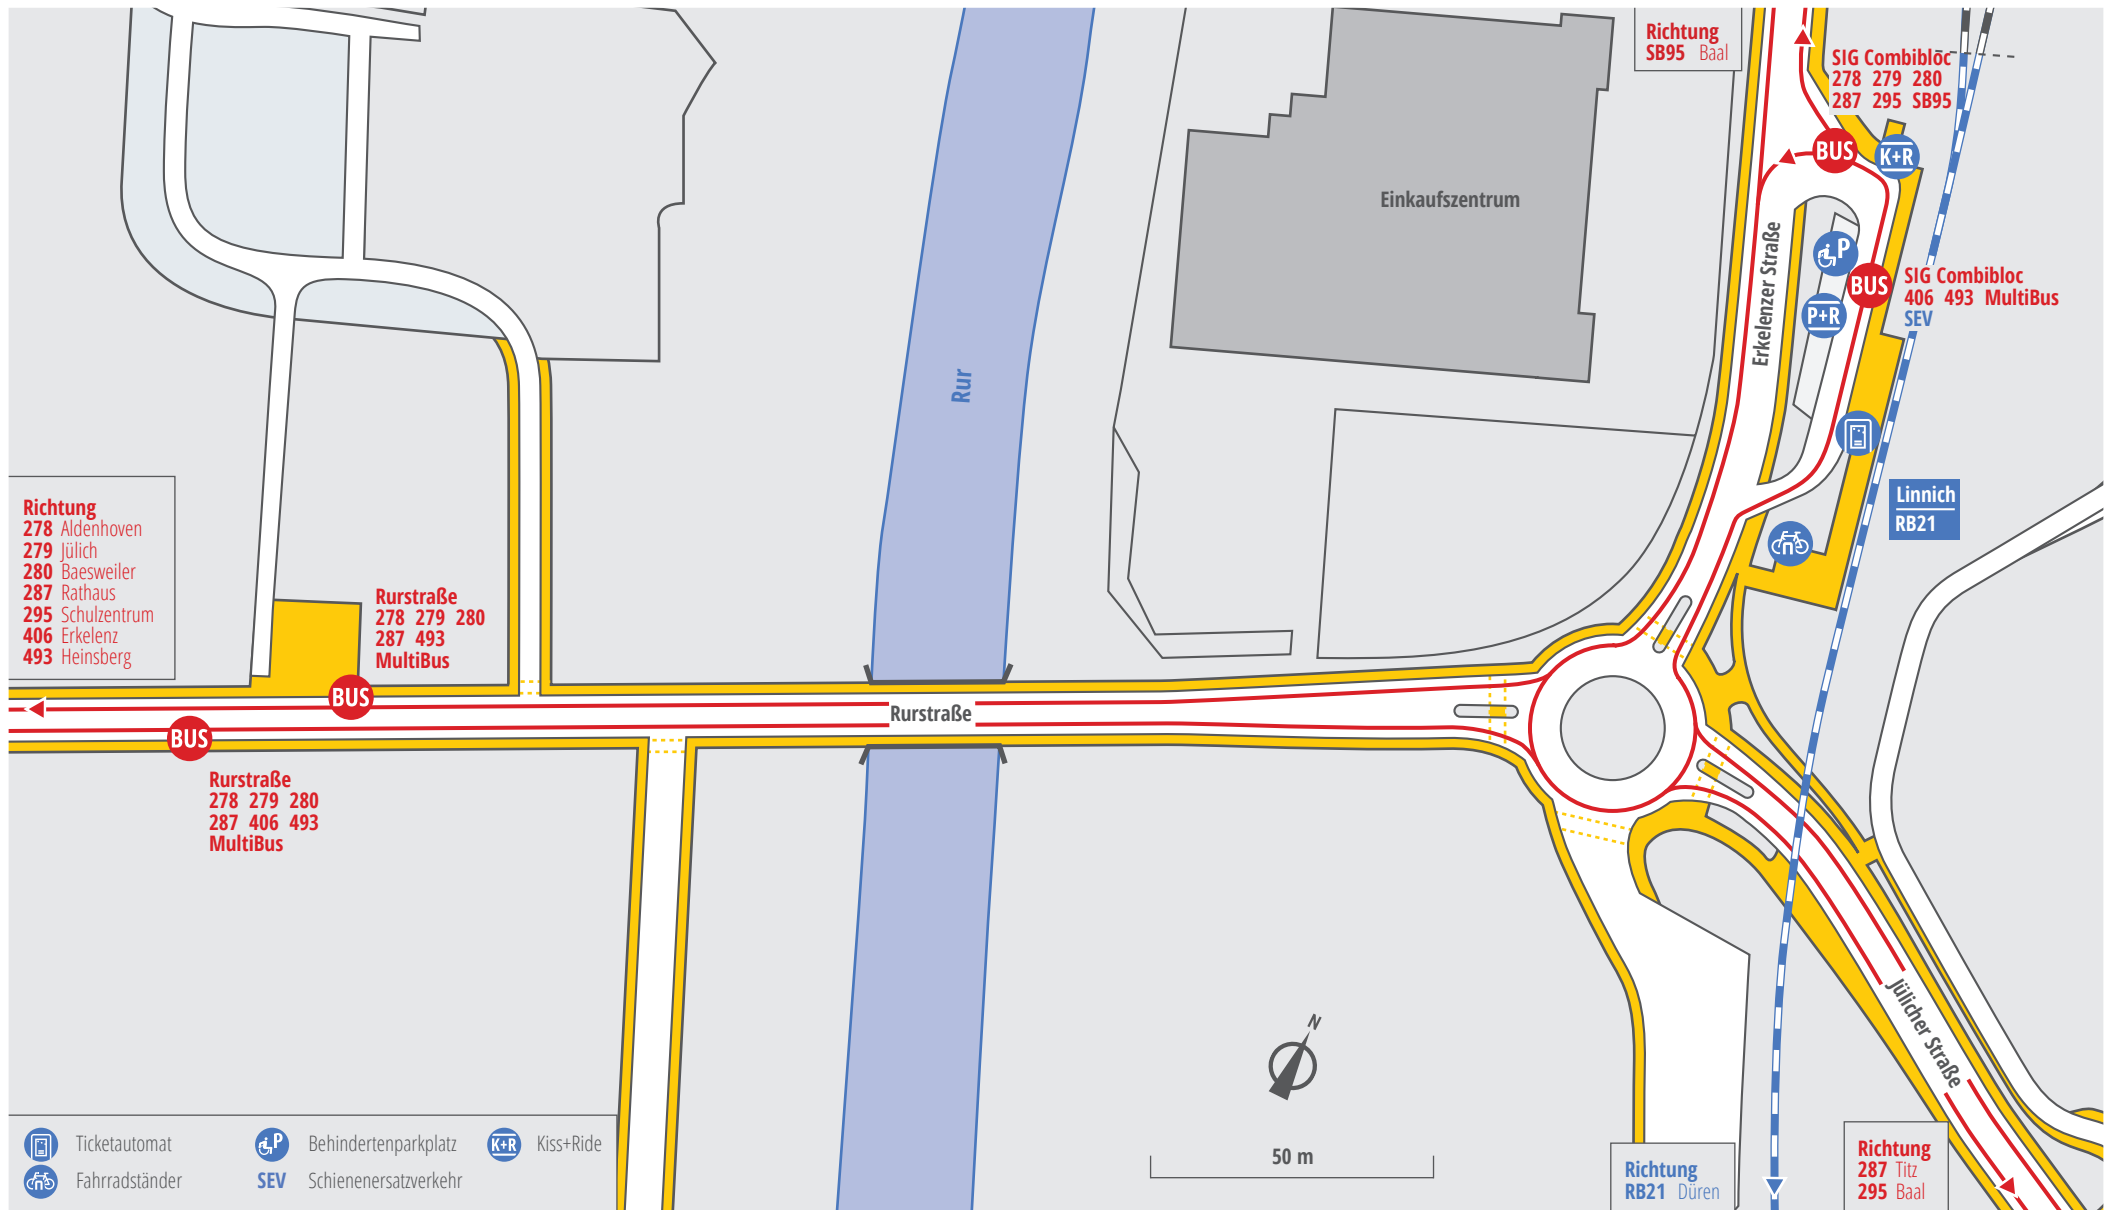 Richtung
SB95 Baal
SIG Combibloc
278 279 280
287 295 SB95
BUS
K+R
Einkaufszentrum
Erkelenzer Straße
P
P+R
BUS
SIG Combibloc
406 493 MultiBus
SEV
Rur
Linnich
RB21
Richtung
278 Aldenhoven
279 Jülich
280 Baesweiler
287 Rathaus
295 Schulzentrum
406 Erkelenz
493 Heinsberg
Rurstraße
278 279 280
287 493
MultiBus
BUS
BUS
Rurstraße
Rurstraße
278 279 280
287 406 493
MultiBus
Jülicher Straße
N
50 m
Ticketautomat
P
Behindertenparkplatz
K+R
Kiss+Ride
Fahrradständer
SEV
Schienenersatzverkehr
Richtung
RB21 Düren
Richtung
287 Titz
295 Baal